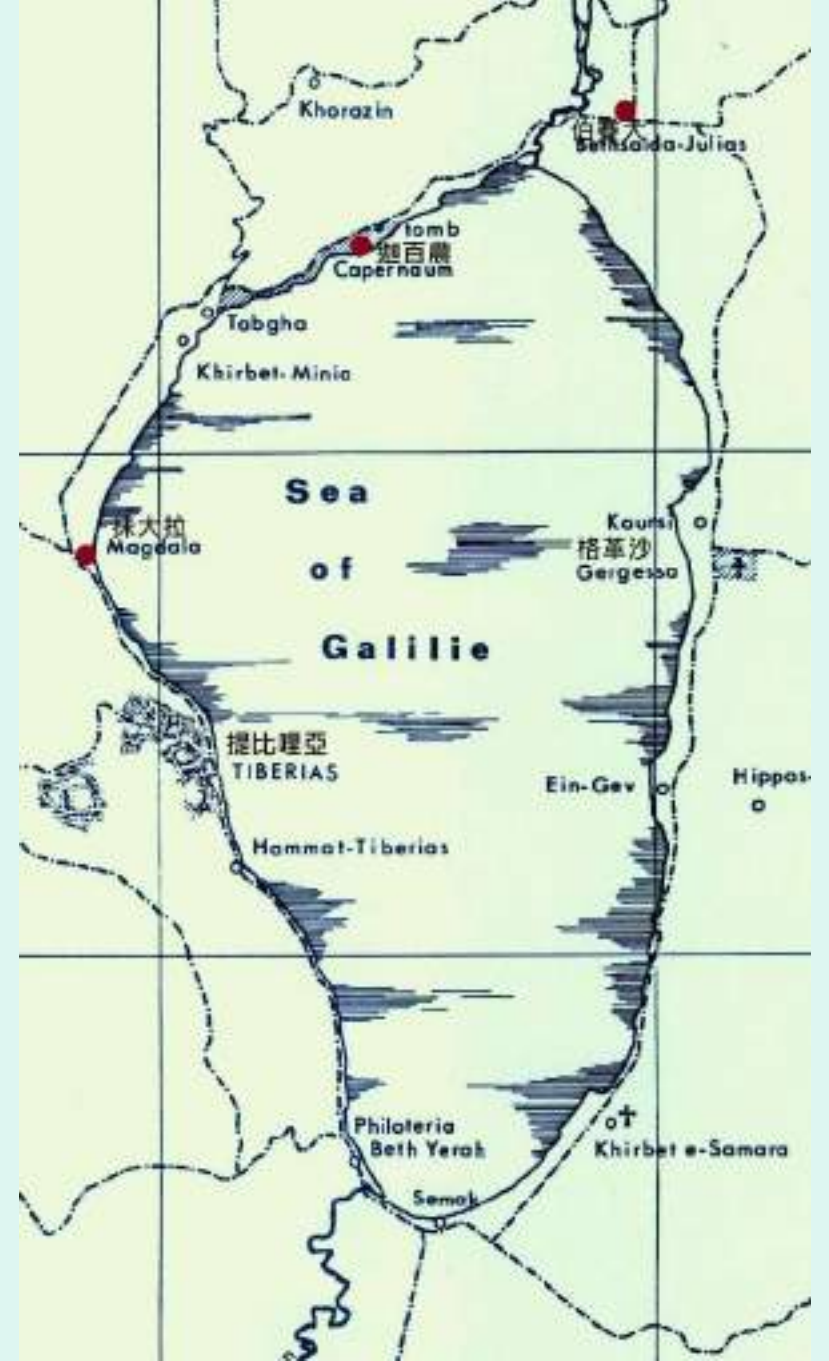 Khorazin
伯賽大
Bethsaida-Julias
tomb
迦百農
Capernaum
Tabgha
Khirbet-Minia
Sea
of
Galilie
抹大拉
Magdala
Koursi
格革沙
Gergessa
提比哩亞
TIBERIAS
Ein-Gev
Hippos-
Hammat-Tiberias
Philoteria
Beth Yerah
Khirbet e-Samara
Semak